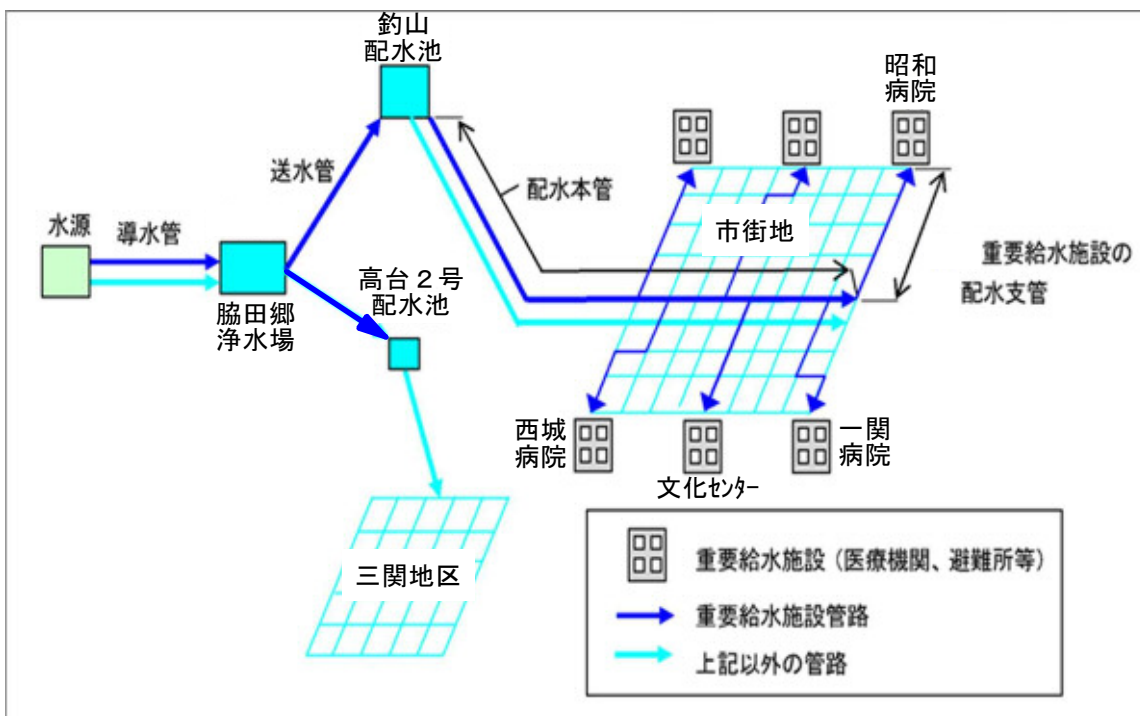 釣山
配水池
昭和
病院
送水管
配水本管
市街地
水源
導水管
重要給水施設の
配水支管
高台２号
配水池
脇田郷
浄水場
西城
病院
文化ｾﾝﾀｰ
一関
病院
三関地区
重要給水施設（医療機関、避難所等）
重要給水施設管路
上記以外の管路